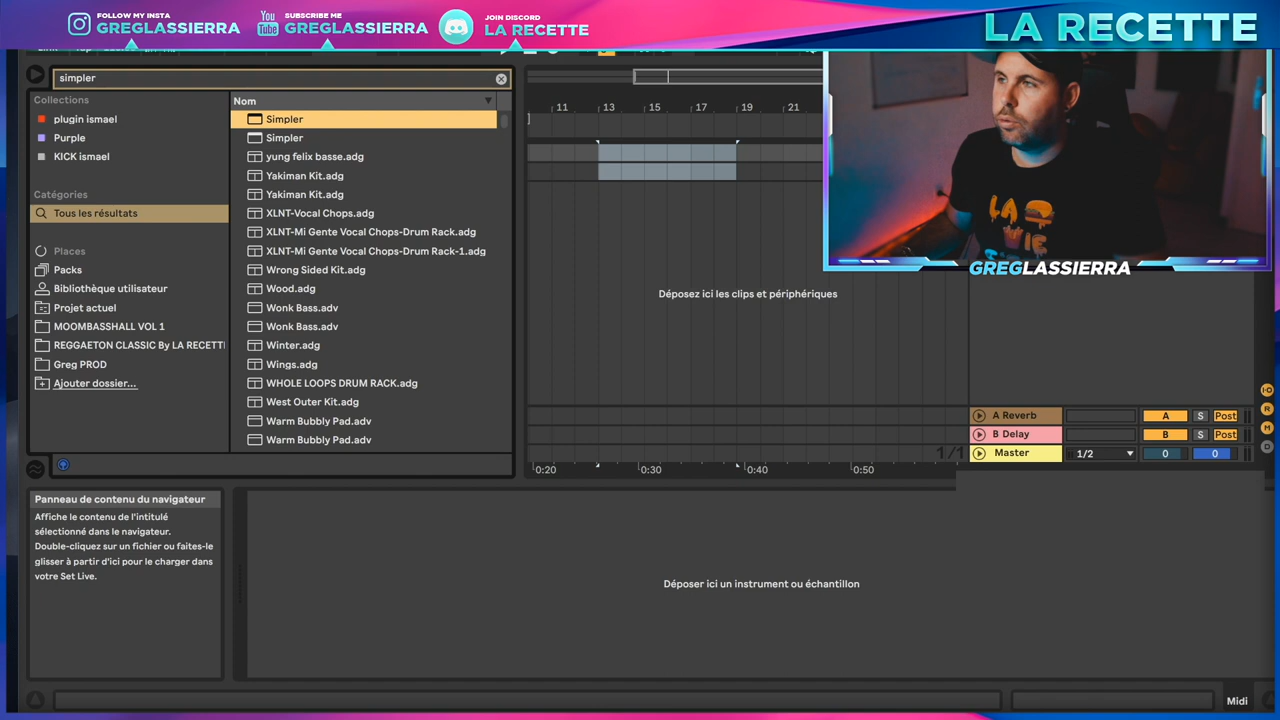 FOLLOW MY INSTA
GREGLASSIERRA
SUBSCRIBE ME
GREGLASSIERRA
JOIN DISCORD
LA RECETTE
LA RECETTE
simpler
Collections
plugin ismael
Purple
KICK ismael
Catégories
Tous les résultats
Places
Packs
Bibliothèque utilisateur
Projet actuel
MOOMBASSHALL VOL 1
REGGAETON CLASSIC By LA RECETT
Greg PROD
Ajouter dossier...
Nom
Simpler
Simpler
yung felix basse.adg
Yakiman Kit.adg
Yakiman Kit.adg
XLNT-Vocal Chops.adg
XLNT-Mi Gente Vocal Chops-Drum Rack.adg
XLNT-Mi Gente Vocal Chops-Drum Rack-1.adg
Wrong Sided Kit.adg
Wood.adg
Wonk Bass.adv
Wonk Bass.adv
Winter.adg
Wings.adg
WHOLE LOOPS DRUM RACK.adg
West Outer Kit.adg
Warm Bubbly Pad.adv
Warm Bubbly Pad.adv
11 13 15 17 19 21
Déposez ici les clips et périphériques
GREGLASSIERRA
A Reverb A S Post
B Delay B S Post
1/1 Master 1/2 0 0
0:20 0:30 0:40 0:50
Panneau de contenu du navigateur
Affiche le contenu de l'intitulé
sélectionné dans le navigateur.
Double-cliquez sur un fichier ou faites-le
glisser à partir d'ici pour le charger dans
votre Set Live.
Déposer ici un instrument ou échantillon
Midi